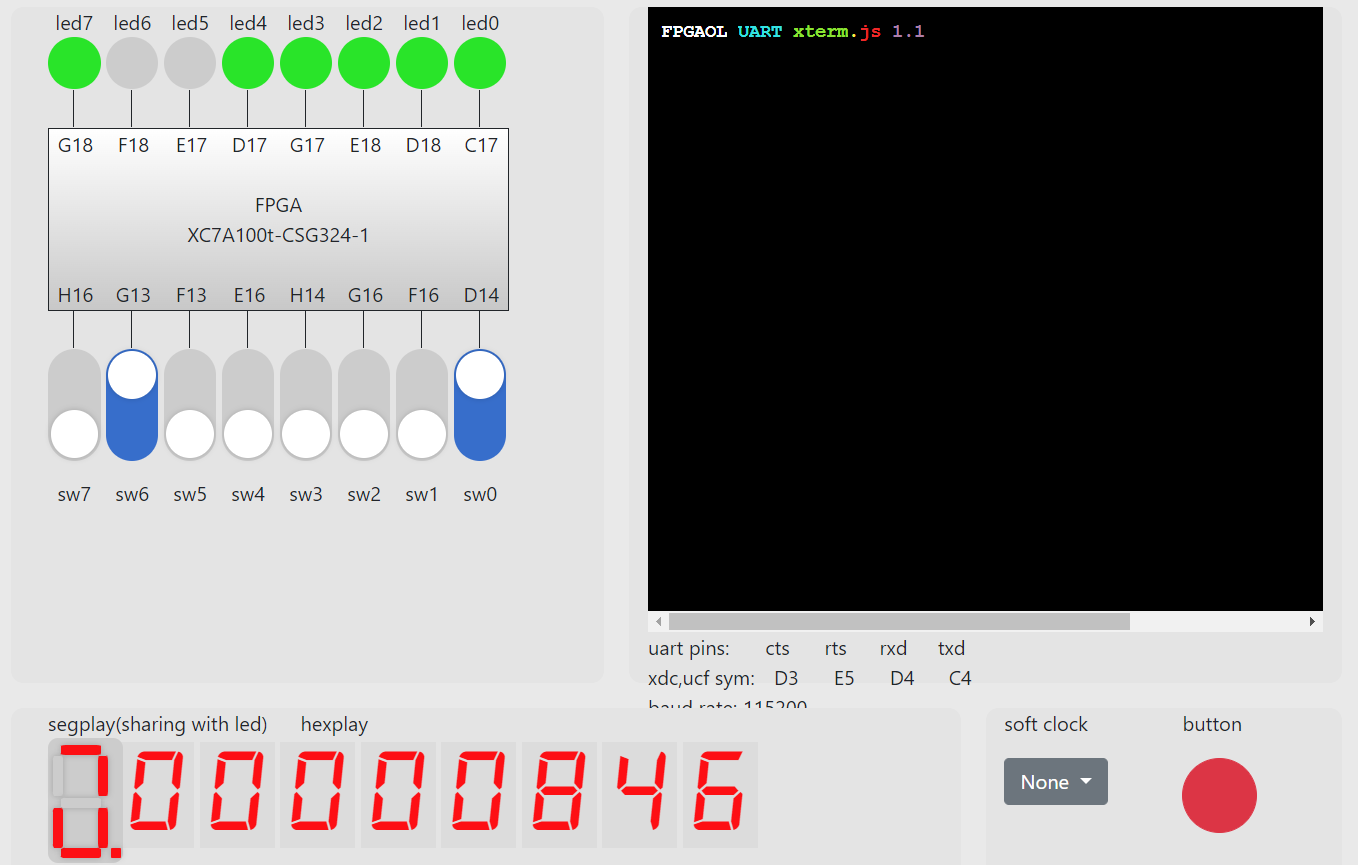 led7 led6 led5 led4 led3 led2 led1 led0
G18 F18 E17 D17 G17 E18 D18 C17
FPGA
XC7A100t-CSG324-1
H16 G13 F13 E16 H14 G16 F16 D14
sw7 sw6 sw5 sw4 sw3 sw2 sw1 sw0
FPGAOL UART xterm.js 1.1
uart pins: cts rts rxd txd
xdc,ucf sym: D3 E5 D4 C4
baud rate: 115200
segplay(sharing with led) hexplay
00000846
soft clock button
None